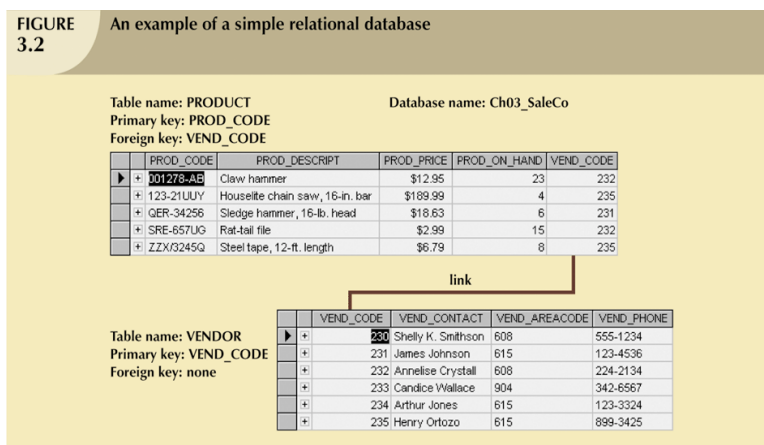 FIGURE 3.2
An example of a simple relational database
Table name: PRODUCT
Primary key: PROD_CODE
Foreign key: VEND_CODE
Database name: Ch03_SaleCo
PROD_CODE PROD_DESCRIPT PROD_PRICE PROD_ON_HAND VEND_CODE
001278-AB Claw hammer $12.95 23 232
123-21UUY Houselite chain saw, 16-in. bar $189.99 4 235
QER-34256 Sledge hammer, 16-lb. head $18.63 6 231
SRE-657UG Rat-tail file $2.99 15 232
ZZX/3245Q Steel tape, 12-ft. length $6.79 8 235
link
Table name: VENDOR
Primary key: VEND_CODE
Foreign key: none
VEND_CODE VEND_CONTACT VEND_AREACODE VEND_PHONE
230 Shelly K. Smithson 608 555-1234
231 James Johnson 615 123-4536
232 Annelise Crystall 608 224-2134
233 Candice Wallace 904 342-6567
234 Arthur Jones 615 123-3324
235 Henry Ortozo 615 899-3425